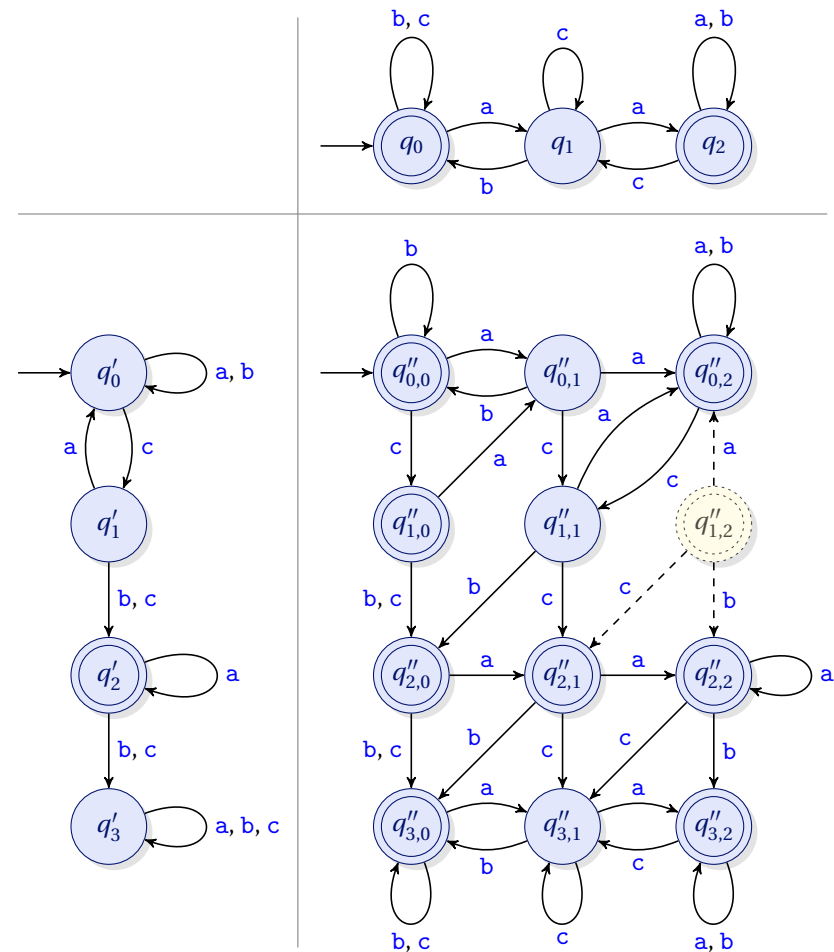 b, c c a, b
a a
q₀ q₁ q₂
b c
b a, b
a a
q′₀ a, b q″₀,₀ q″₀,₁ q″₀,₂
b
a c c a c a a c
q′₁ q″₁,₀ q″₁,₁ q″₁,₂
b, c b, c b c c b
q′₂ a q″₂,₀ a q″₂,₁ a q″₂,₂ a
b, c b, c b c c b
a a
q′₃ a, b, c q″₃,₀ q″₃,₁ q″₃,₂
b c
b, c c a, b